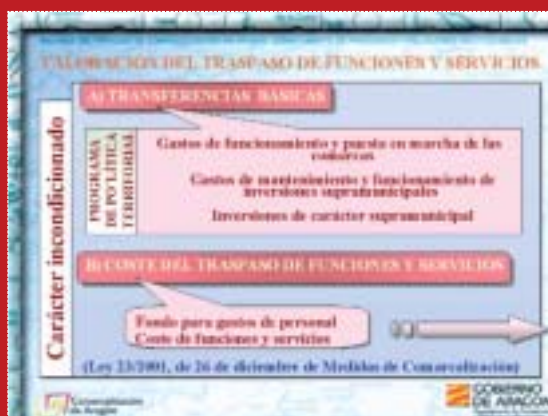 VALORACIÓN DEL TRASPASO DE FUNCIONES Y SERVICIOS
Carácter incondicionado
A) TRANSFERENCIAS BÁSICAS
PROGRAMA
DE POLÍTICA
TERRITORIAL
Gastos de funcionamiento y puesta en marcha de las
comarcas
Gastos de mantenimiento y funcionamiento de
inversiones supramunicipales
Inversiones de carácter supramunicipal
B) COSTE DEL TRASPASO DE FUNCIONES Y SERVICIOS
Fondo para gastos de personal
Coste de funciones y servicios
(Ley 23/2001, de 26 de diciembre de Medidas de Comarcalización)
Comarcalización
de Aragón
GOBIERNO
DE ARAGON